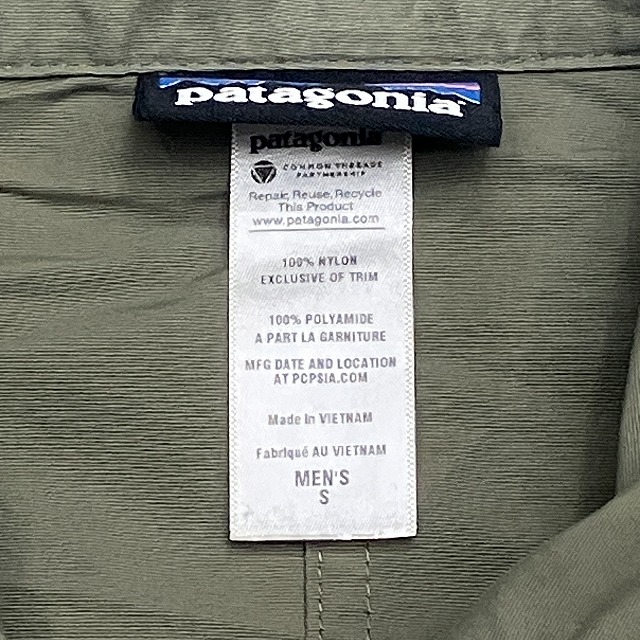 patagonia
patagonia
COMMON THREADS
PARTNERSHIP
Repair, Reuse, Recycle
This Product
www.patagonia.com
100% NYLON
EXCLUSIVE OF TRIM
100% POLYAMIDE
A PART LA GARNITURE
MFG DATE AND LOCATION
AT PCPSIA.COM
Made in VIETNAM
Fabriqué AU VIETNAM
MEN'S
S